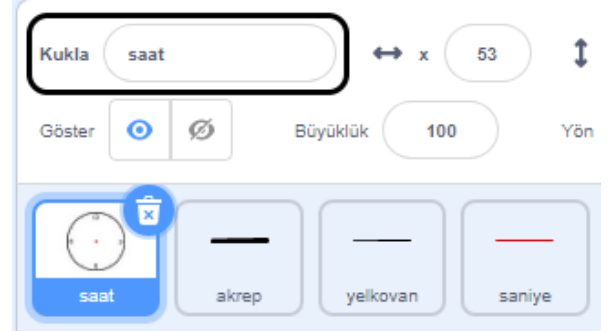 Kukla saat x 53
Göster Büyüklük 100 Yön
saat akrep yelkovan saniye